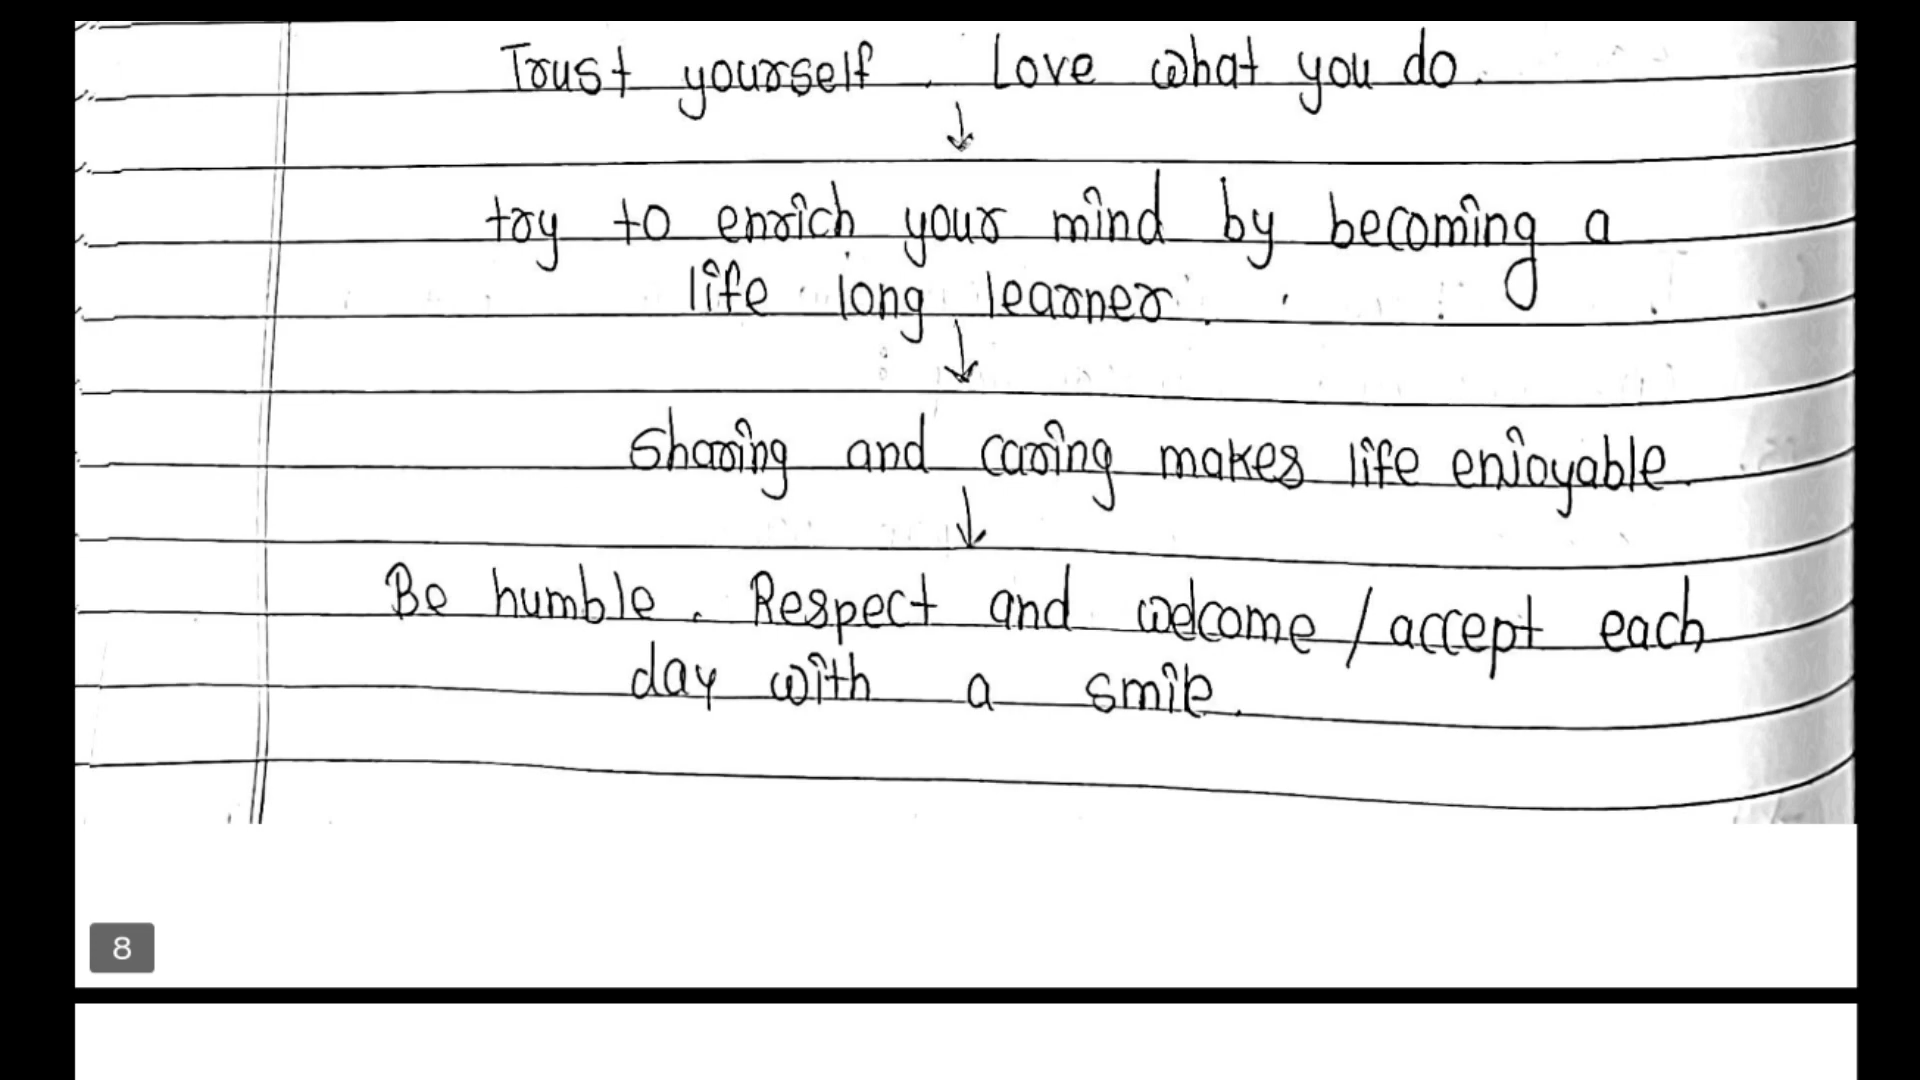 Trust yourself. Love what you do.
↓
try to enrich your mind by becoming a
life long learner.
↓
Sharing and caring makes life enjoyable.
↓
Be humble. Respect and welcome / accept each
day with a smile.
8